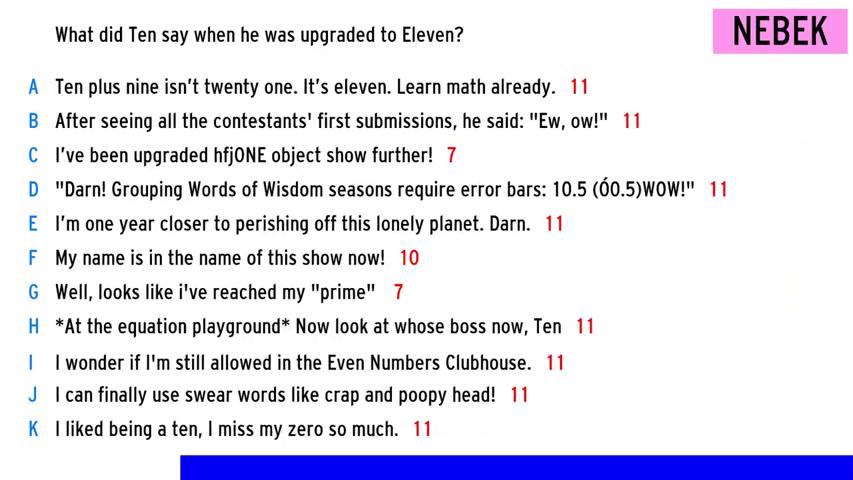 What did Ten say when he was upgraded to Eleven?
NEBEK
A Ten plus nine isn't twenty one. It's eleven. Learn math already. 11
B After seeing all the contestants' first submissions, he said: "Ew, ow!" 11
C I've been upgraded hfjONE object show further! 7
D "Darn! Grouping Words of Wisdom seasons require error bars: 10.5 (Ó0.5)WOW!" 11
E I'm one year closer to perishing off this lonely planet. Darn. 11
F My name is in the name of this show now! 10
G Well, looks like i've reached my "prime" 7
H *At the equation playground* Now look at whose boss now, Ten 11
I I wonder if I'm still allowed in the Even Numbers Clubhouse. 11
J I can finally use swear words like crap and poopy head! 11
K I liked being a ten, I miss my zero so much. 11